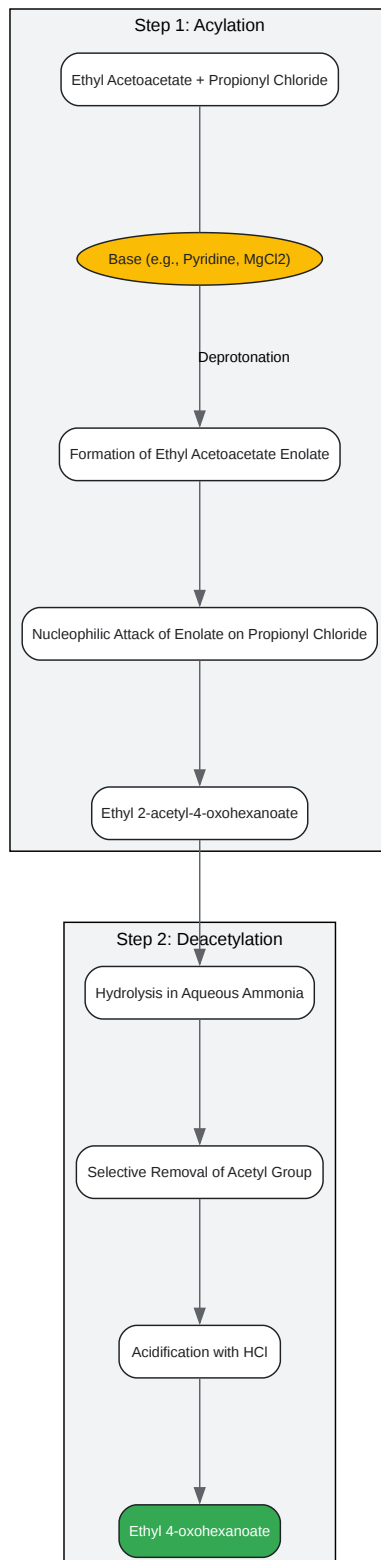 Step 1: Acylation
Ethyl Acetoacetate + Propionyl Chloride
Base (e.g., Pyridine, MgCl2)
Deprotonation
Formation of Ethyl Acetoacetate Enolate
Nucleophilic Attack of Enolate on Propionyl Chloride
Ethyl 2-acetyl-4-oxohexanoate
Step 2: Deacetylation
Hydrolysis in Aqueous Ammonia
Selective Removal of Acetyl Group
Acidification with HCl
Ethyl 4-oxohexanoate